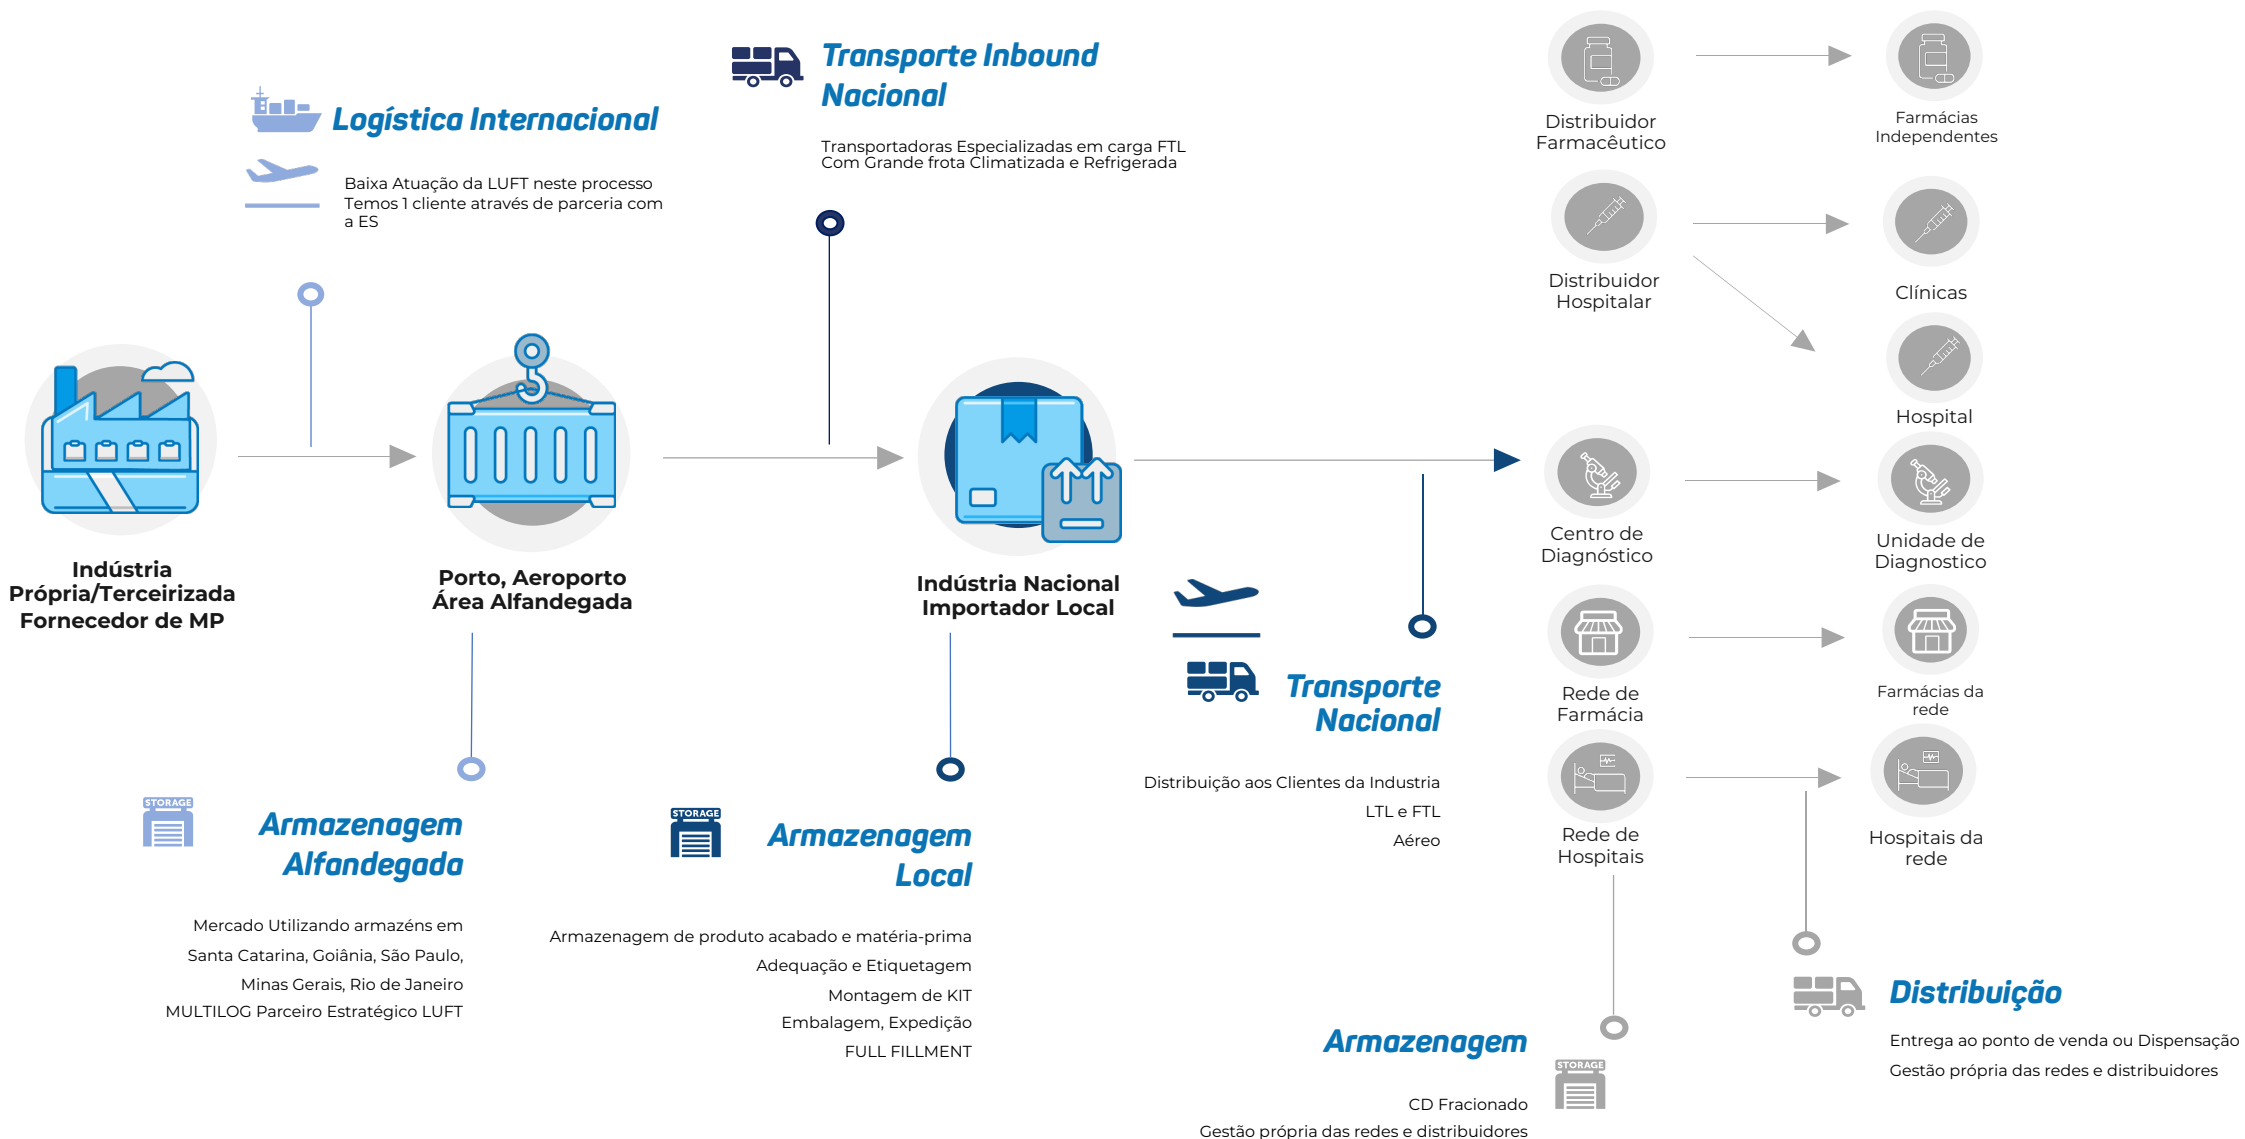 Logística Internacional
Baixa Atuação da LUFT neste processo
Temos 1 cliente através de parceria com
a ES
Transporte Inbound
Nacional
Transportadoras Especializadas em carga FTL
Com Grande frota Climatizada e Refrigerada
Indústria
Própria/Terceirizada
Fornecedor de MP
Porto, Aeroporto
Área Alfandegada
Indústria Nacional
Importador Local
STORAGE
Armazenagem
Alfandegada
Mercado Utilizando armazéns em
Santa Catarina, Goiânia, São Paulo,
Minas Gerais, Rio de Janeiro
MULTILOG Parceiro Estratégico LUFT
STORAGE
Armazenagem
Local
Armazenagem de produto acabado e matéria-prima
Adequação e Etiquetagem
Montagem de KIT
Embalagem, Expedição
FULL FILLMENT
Transporte
Nacional
Distribuição aos Clientes da Industria
LTL e FTL
Aéreo
Distribuidor
Farmacêutico
Farmácias
Independentes
Distribuidor
Hospitalar
Clínicas
Hospital
Centro de
Diagnóstico
Unidade de
Diagnostico
Rede de
Farmácia
Farmácias da
rede
Rede de
Hospitais
Hospitais da
rede
Armazenagem
STORAGE
CD Fracionado
Gestão própria das redes e distribuidores
Distribuição
Entrega ao ponto de venda ou Dispensação
Gestão própria das redes e distribuidores